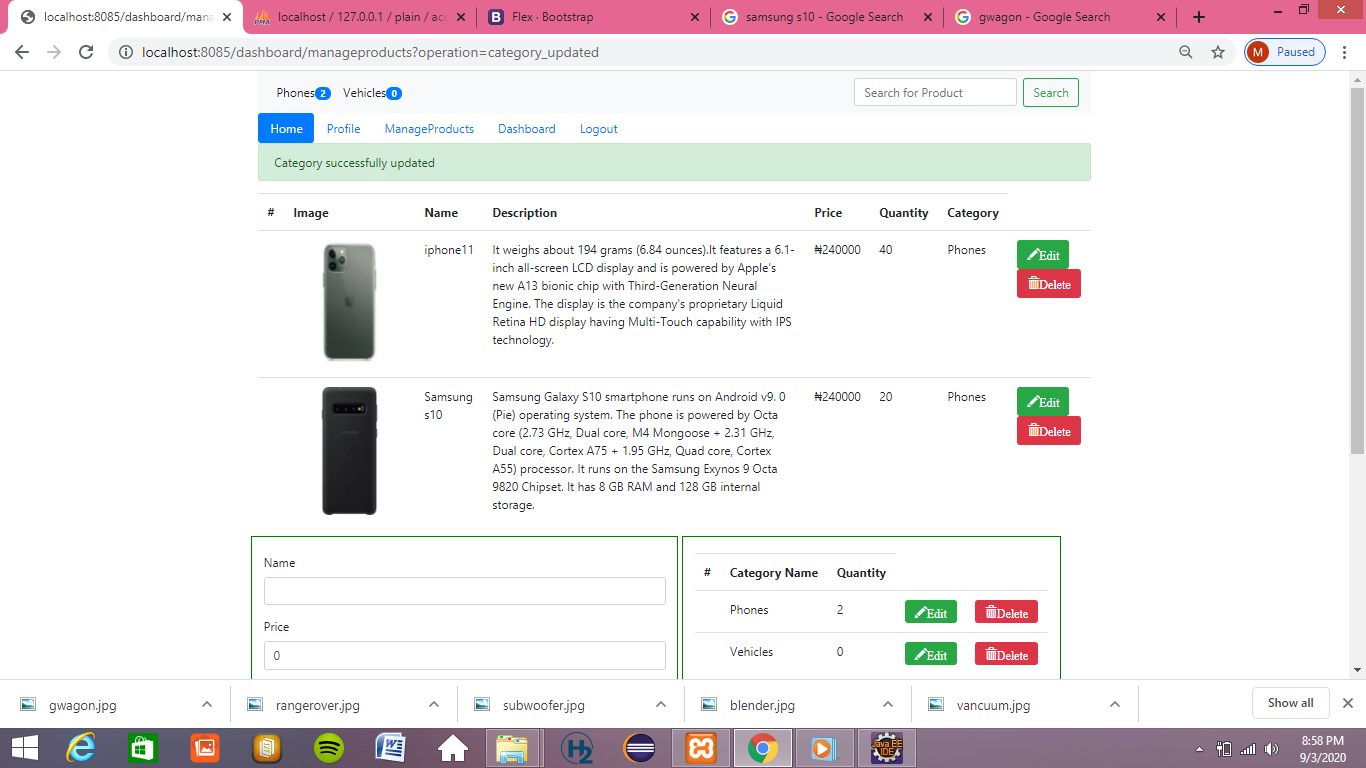 localhost:8085/dashboard/mana
localhost / 127.0.0.1 / plain / acc
Flex · Bootstrap
samsung s10 - Google Search
gwagon - Google Search
localhost:8085/dashboard/manageproducts?operation=category_updated
M Paused
Phones 2 Vehicles 0
Search for Product
Search
Home Profile ManageProducts Dashboard Logout
Category successfully updated
# Image Name Description Price Quantity Category
iphone11
It weighs about 194 grams (6.84 ounces).It features a 6.1-
inch all-screen LCD display and is powered by Apple's
new A13 bionic chip with Third-Generation Neural
Engine. The display is the company's proprietary Liquid
Retina HD display having Multi-Touch capability with IPS
technology.
₦240000
40
Phones
Edit
Delete
Samsung
s10
Samsung Galaxy S10 smartphone runs on Android v9. 0
(Pie) operating system. The phone is powered by Octa
core (2.73 GHz, Dual core, M4 Mongoose + 2.31 GHz,
Dual core, Cortex A75 + 1.95 GHz, Quad core, Cortex
A55) processor. It runs on the Samsung Exynos 9 Octa
9820 Chipset. It has 8 GB RAM and 128 GB internal
storage.
₦240000
20
Phones
Edit
Delete
Name
Price
0
# Category Name Quantity
Phones 2 Edit Delete
Vehicles 0 Edit Delete
gwagon.jpg
rangerover.jpg
subwoofer.jpg
blender.jpg
vancuum.jpg
Show all
H2
Java EE
IDE
8:58 PM
9/3/2020